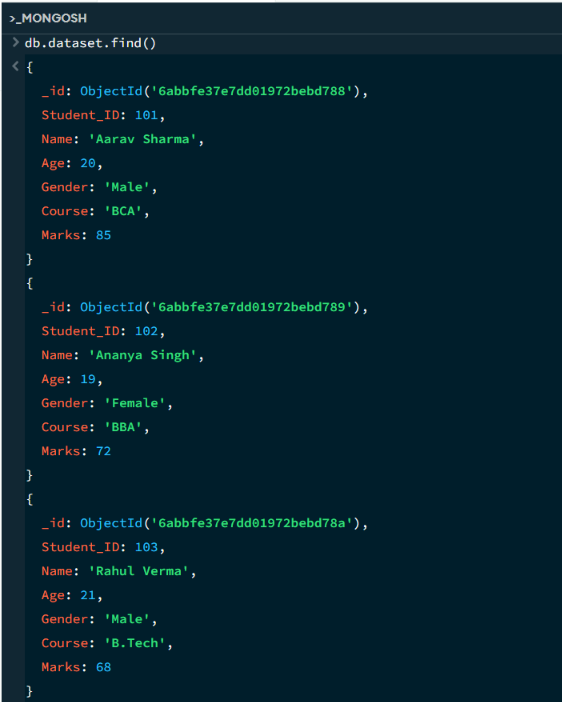 >_MONGOSH
> db.dataset.find()
< {
_id: ObjectId('6abbfe37e7dd01972bebd788'),
Student_ID: 101,
Name: 'Aarav Sharma',
Age: 20,
Gender: 'Male',
Course: 'BCA',
Marks: 85
}
{
_id: ObjectId('6abbfe37e7dd01972bebd789'),
Student_ID: 102,
Name: 'Ananya Singh',
Age: 19,
Gender: 'Female',
Course: 'BBA',
Marks: 72
}
{
_id: ObjectId('6abbfe37e7dd01972bebd78a'),
Student_ID: 103,
Name: 'Rahul Verma',
Age: 21,
Gender: 'Male',
Course: 'B.Tech',
Marks: 68
}